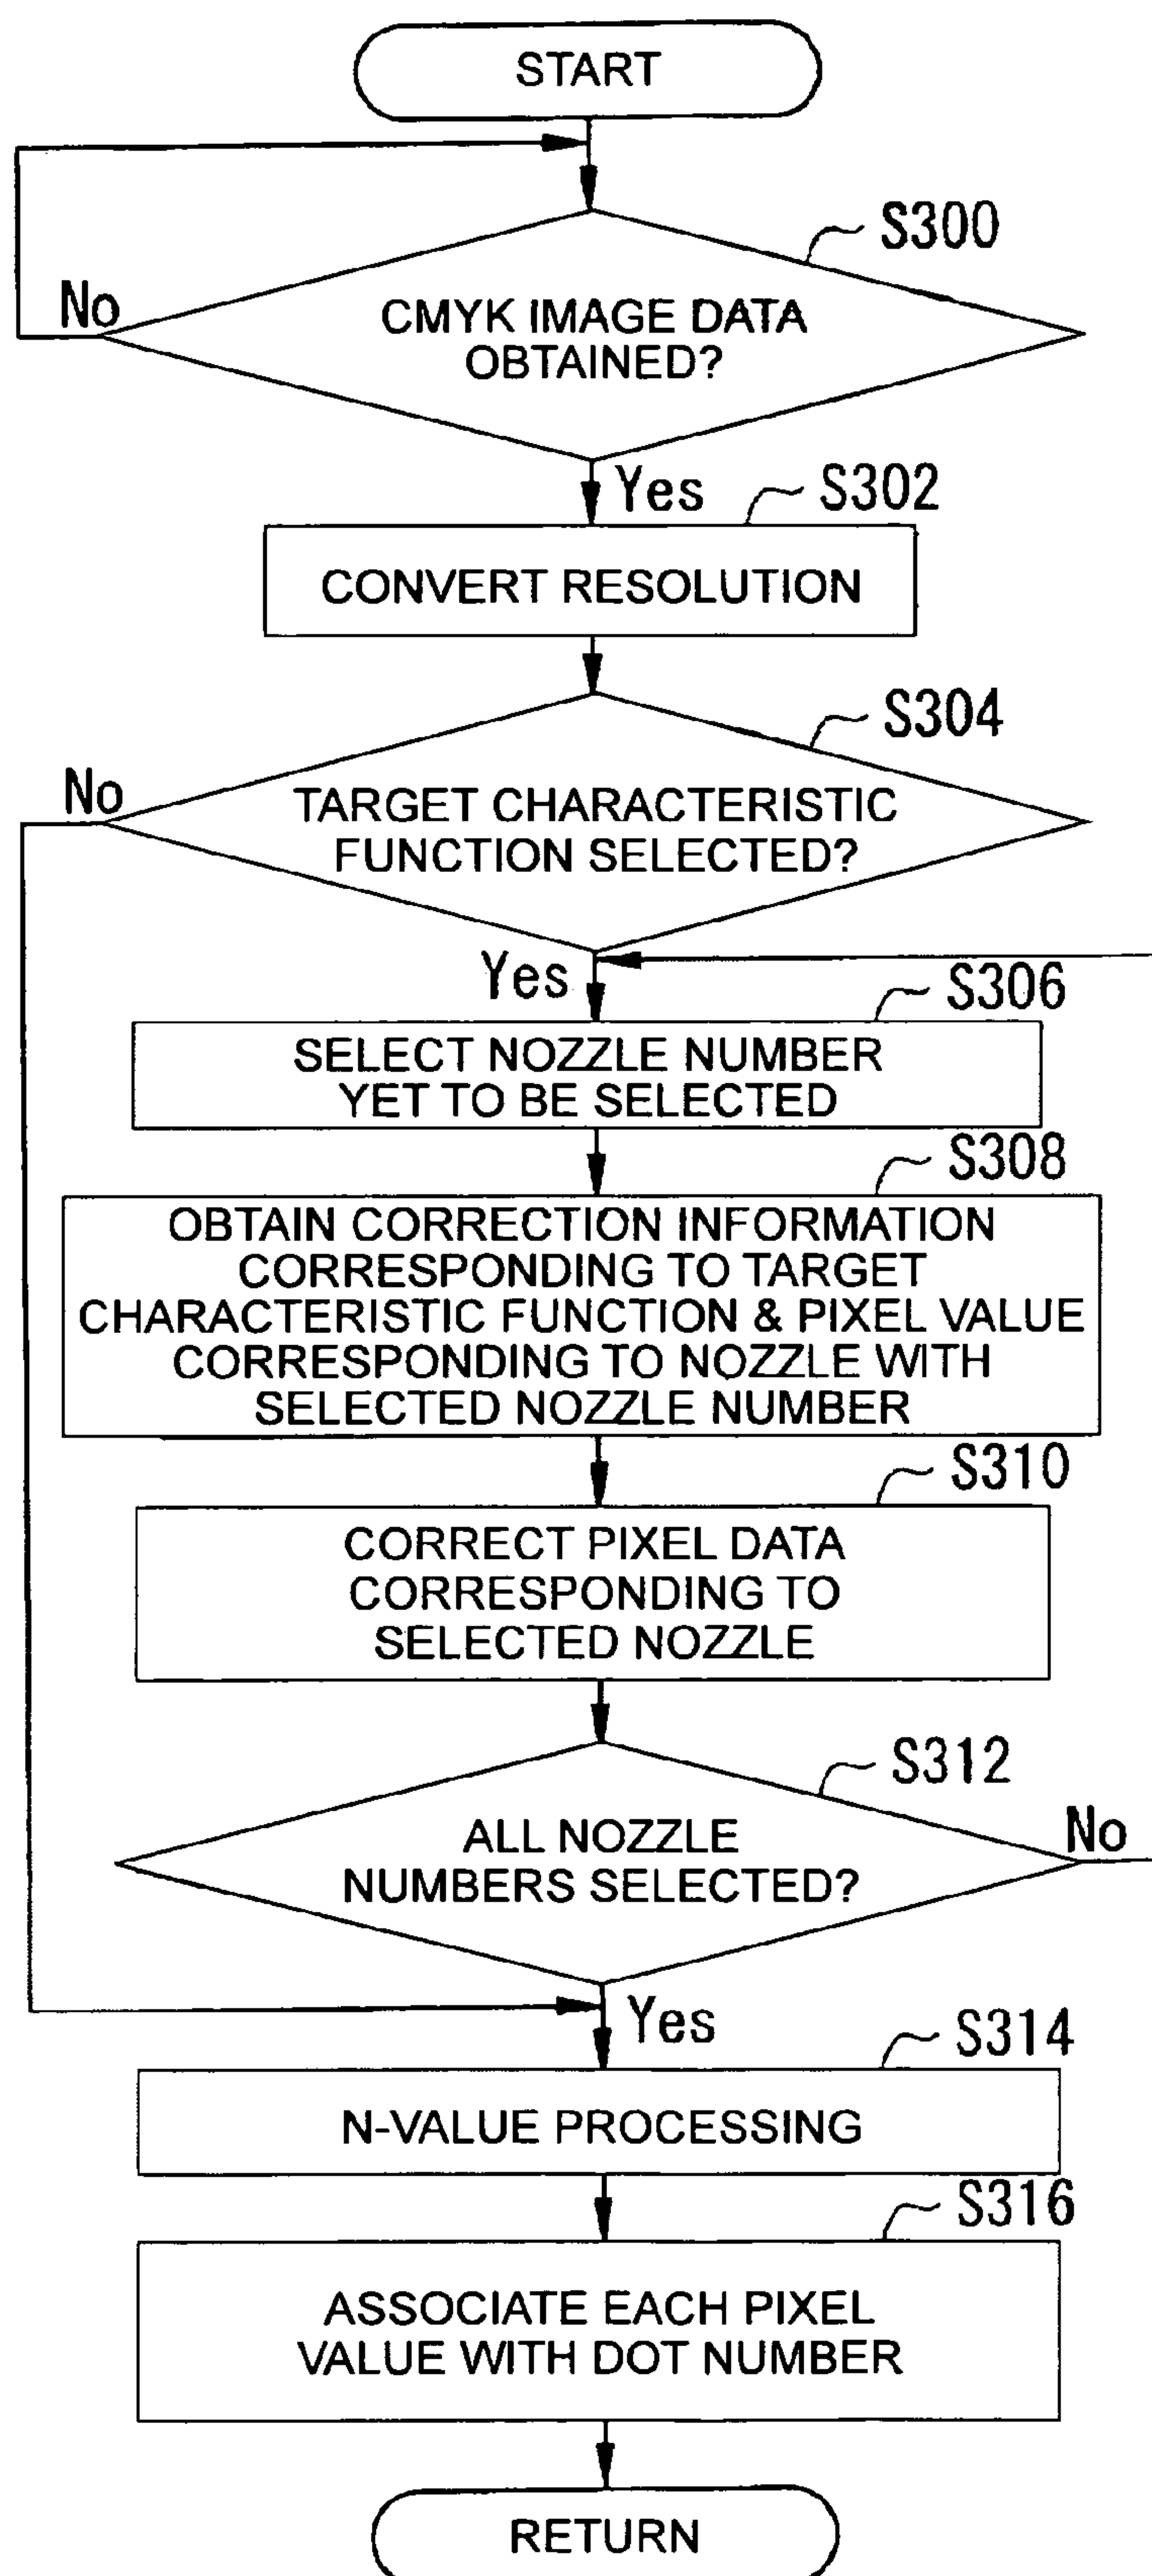 START
S300
No
CMYK IMAGE DATA
OBTAINED?
Yes
S302
CONVERT RESOLUTION
S304
No
TARGET CHARACTERISTIC
FUNCTION SELECTED?
Yes
S306
SELECT NOZZLE NUMBER
YET TO BE SELECTED
S308
OBTAIN CORRECTION INFORMATION
CORRESPONDING TO TARGET
CHARACTERISTIC FUNCTION & PIXEL VALUE
CORRESPONDING TO NOZZLE WITH
SELECTED NOZZLE NUMBER
S310
CORRECT PIXEL DATA
CORRESPONDING TO
SELECTED NOZZLE
S312
ALL NOZZLE
NUMBERS SELECTED?
No
Yes
S314
N-VALUE PROCESSING
S316
ASSOCIATE EACH PIXEL
VALUE WITH DOT NUMBER
RETURN